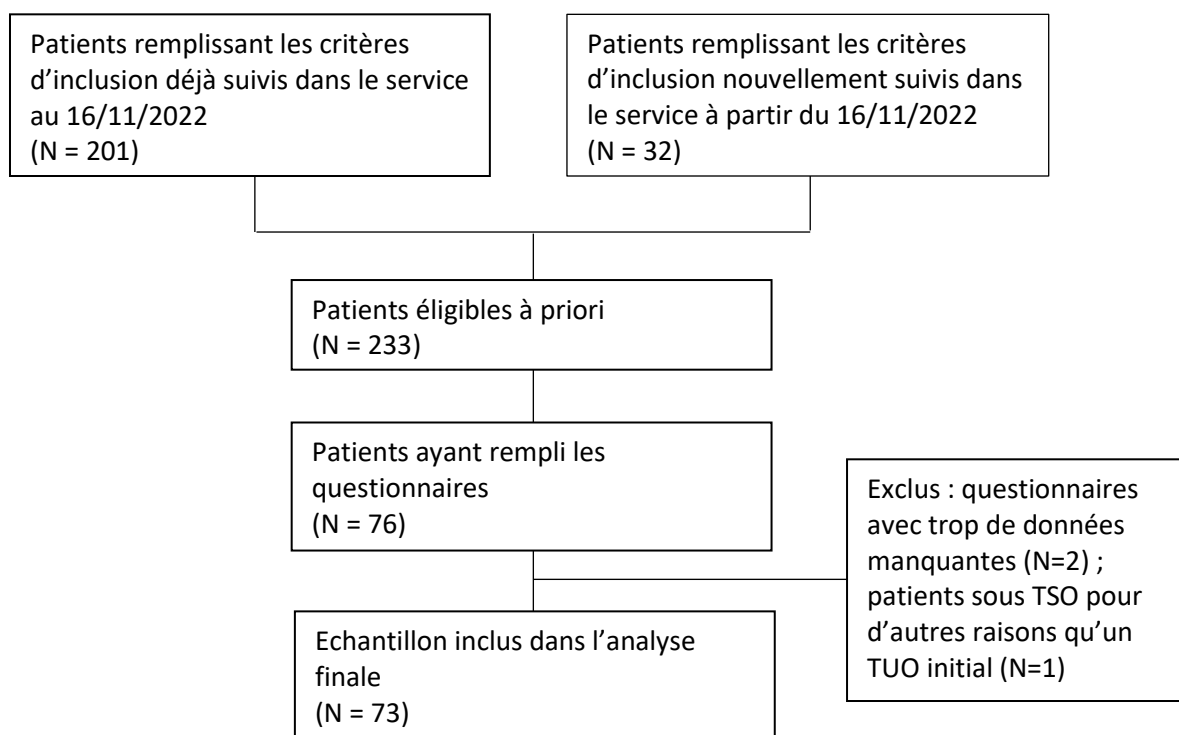 Patients remplissant les critères
d’inclusion déjà suivis dans le service
au 16/11/2022
(N = 201)
Patients remplissant les critères
d’inclusion nouvellement suivis dans
le service à partir du 16/11/2022
(N = 32)
Patients éligibles à priori
(N = 233)
Patients ayant rempli les
questionnaires
(N = 76)
Exclus : questionnaires
avec trop de données
manquantes (N=2) ;
patients sous TSO pour
d’autres raisons qu’un
TUO initial (N=1)
Echantillon inclus dans l’analyse
finale
(N = 73)